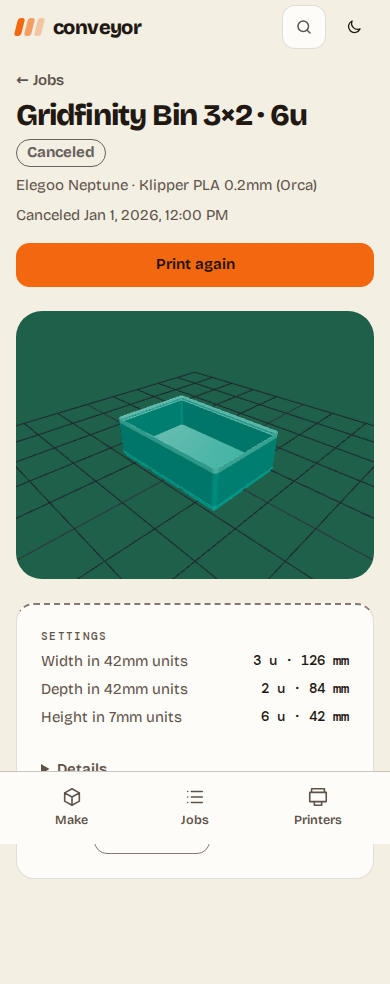 conveyor
← Jobs
Gridfinity Bin 3×2 · 6u
Canceled
Elegoo Neptune · Klipper PLA 0.2mm (Orca)
Canceled Jan 1, 2026, 12:00 PM
Print again
SETTINGS
Width in 42mm units 3 u · 126 mm
Depth in 42mm units 2 u · 84 mm
Height in 7mm units 6 u · 42 mm
Details
Make Jobs Printers